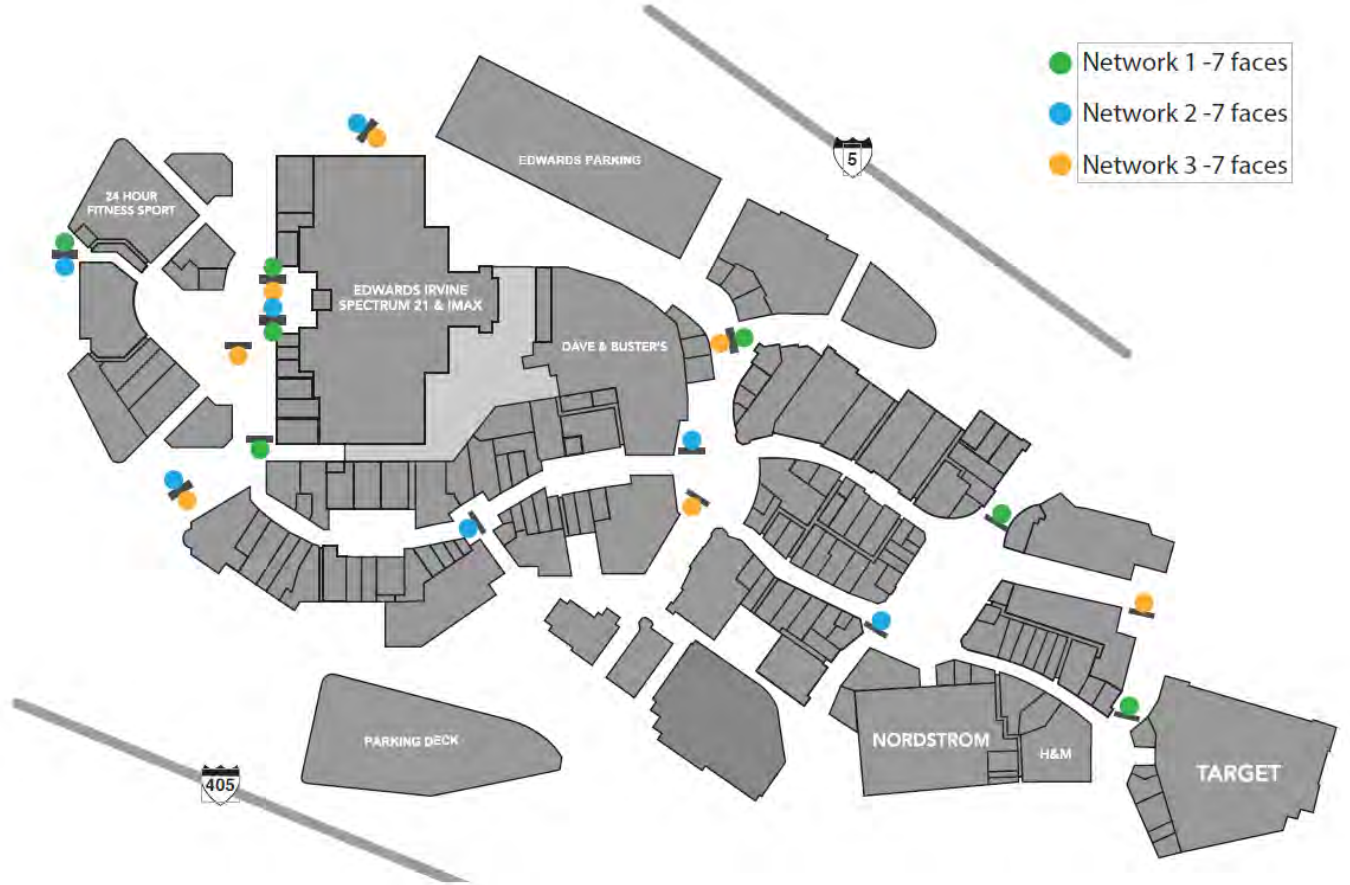 Network 1 -7 faces
Network 2 -7 faces
Network 3 -7 faces
5
EDWARDS PARKING
24 HOUR
FITNESS SPORT
EDWARDS IRVINE
SPECTRUM 21 & IMAX
DAVE & BUSTER'S
PARKING DECK
NORDSTROM
H&M
TARGET
405